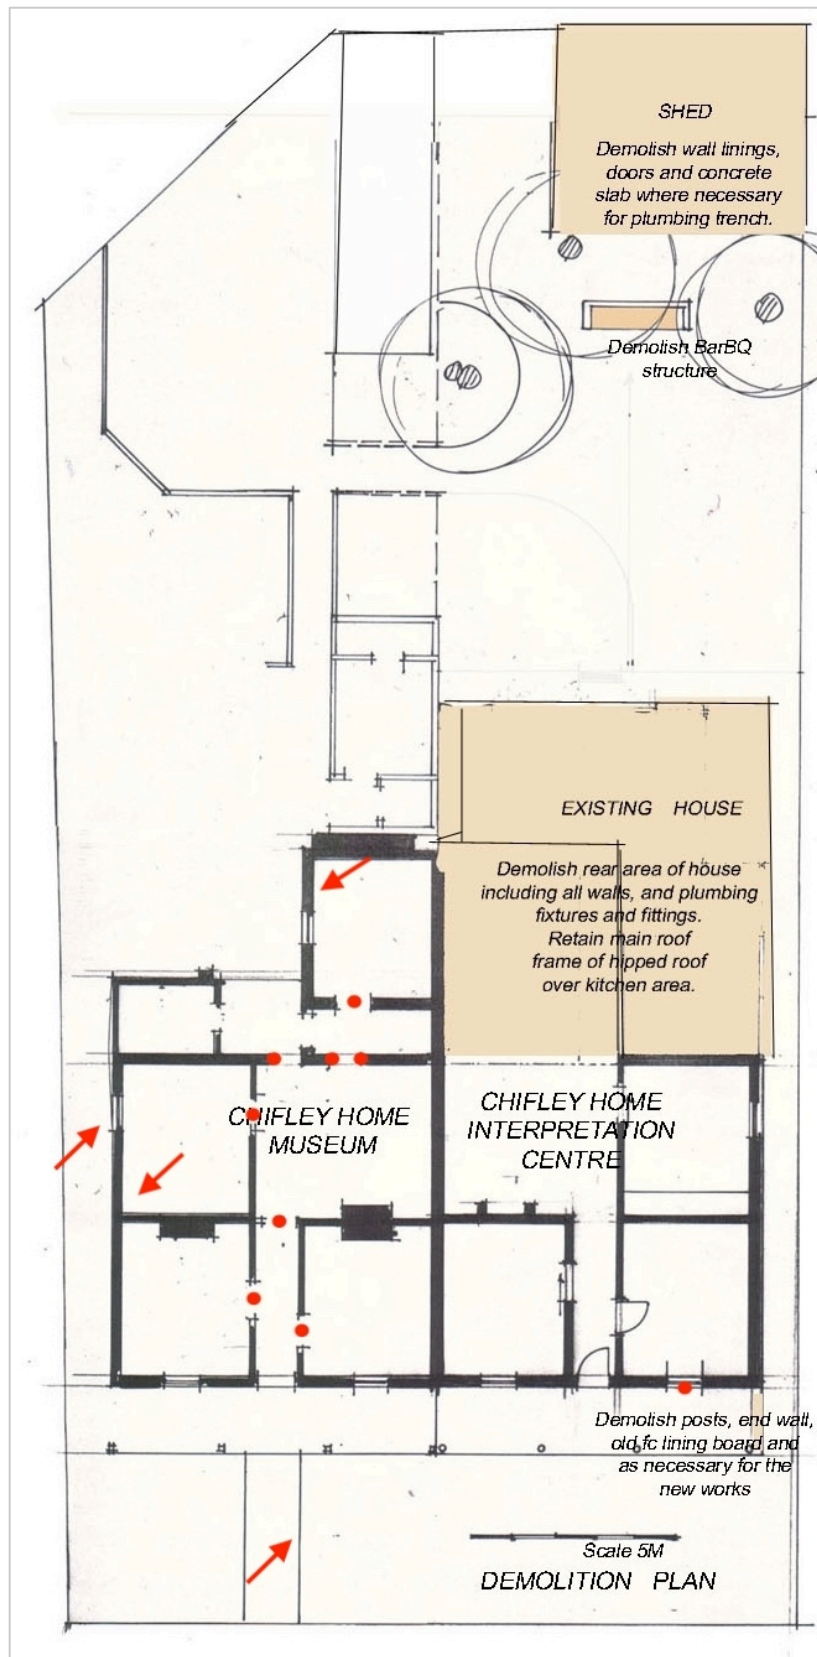 SHED
Demolish wall linings,
doors and concrete
slab where necessary
for plumbing trench.
Demolish BarBQ
structure
EXISTING HOUSE
Demolish rear area of house
including all walls, and plumbing
fixtures and fittings.
Retain main roof
frame of hipped roof
over kitchen area.
CHIFLEY HOME
MUSEUM
CHIFLEY HOME
INTERPRETATION
CENTRE
Demolish posts, end wall,
old fc lining board and
as necessary for the
new works
Scale 5M
DEMOLITION PLAN